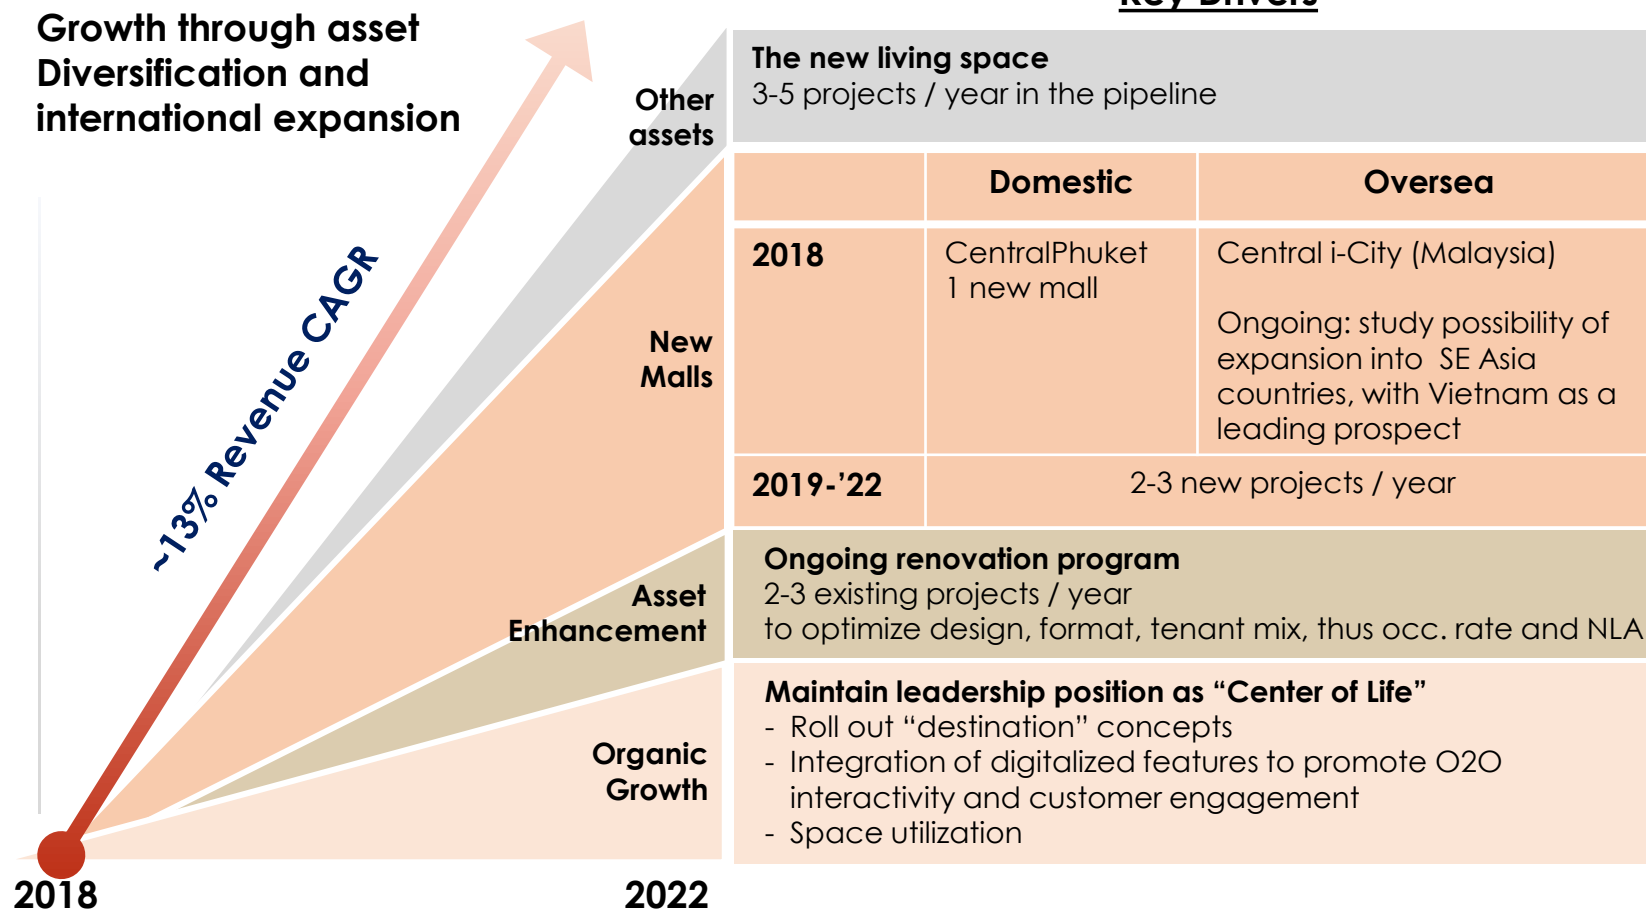 Key Drivers
Growth through asset
Diversification and
international expansion
~13% Revenue CAGR
Other
assets
The new living space
3-5 projects / year in the pipeline
New
Malls
Domestic
Oversea
2018
CentralPhuket
1 new mall
Central i-City (Malaysia)
Ongoing: study possibility of
expansion into SE Asia
countries, with Vietnam as a
leading prospect
2019-’22
2-3 new projects / year
Asset
Enhancement
Ongoing renovation program
2-3 existing projects / year
to optimize design, format, tenant mix, thus occ. rate and NLA
Organic
Growth
Maintain leadership position as “Center of Life”
- Roll out “destination” concepts
- Integration of digitalized features to promote O2O
interactivity and customer engagement
- Space utilization
2018
2022